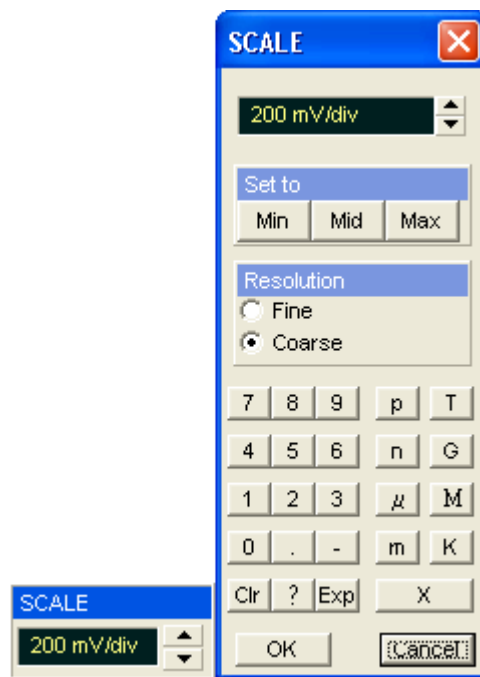 SCALE
200 mV/div
Set to
Min Mid Max
Resolution
Fine
Coarse
7 8 9 p T
4 5 6 n G
1 2 3 μ M
0 . - m K
Clr ? Exp X
OK Cancel
SCALE
200 mV/div